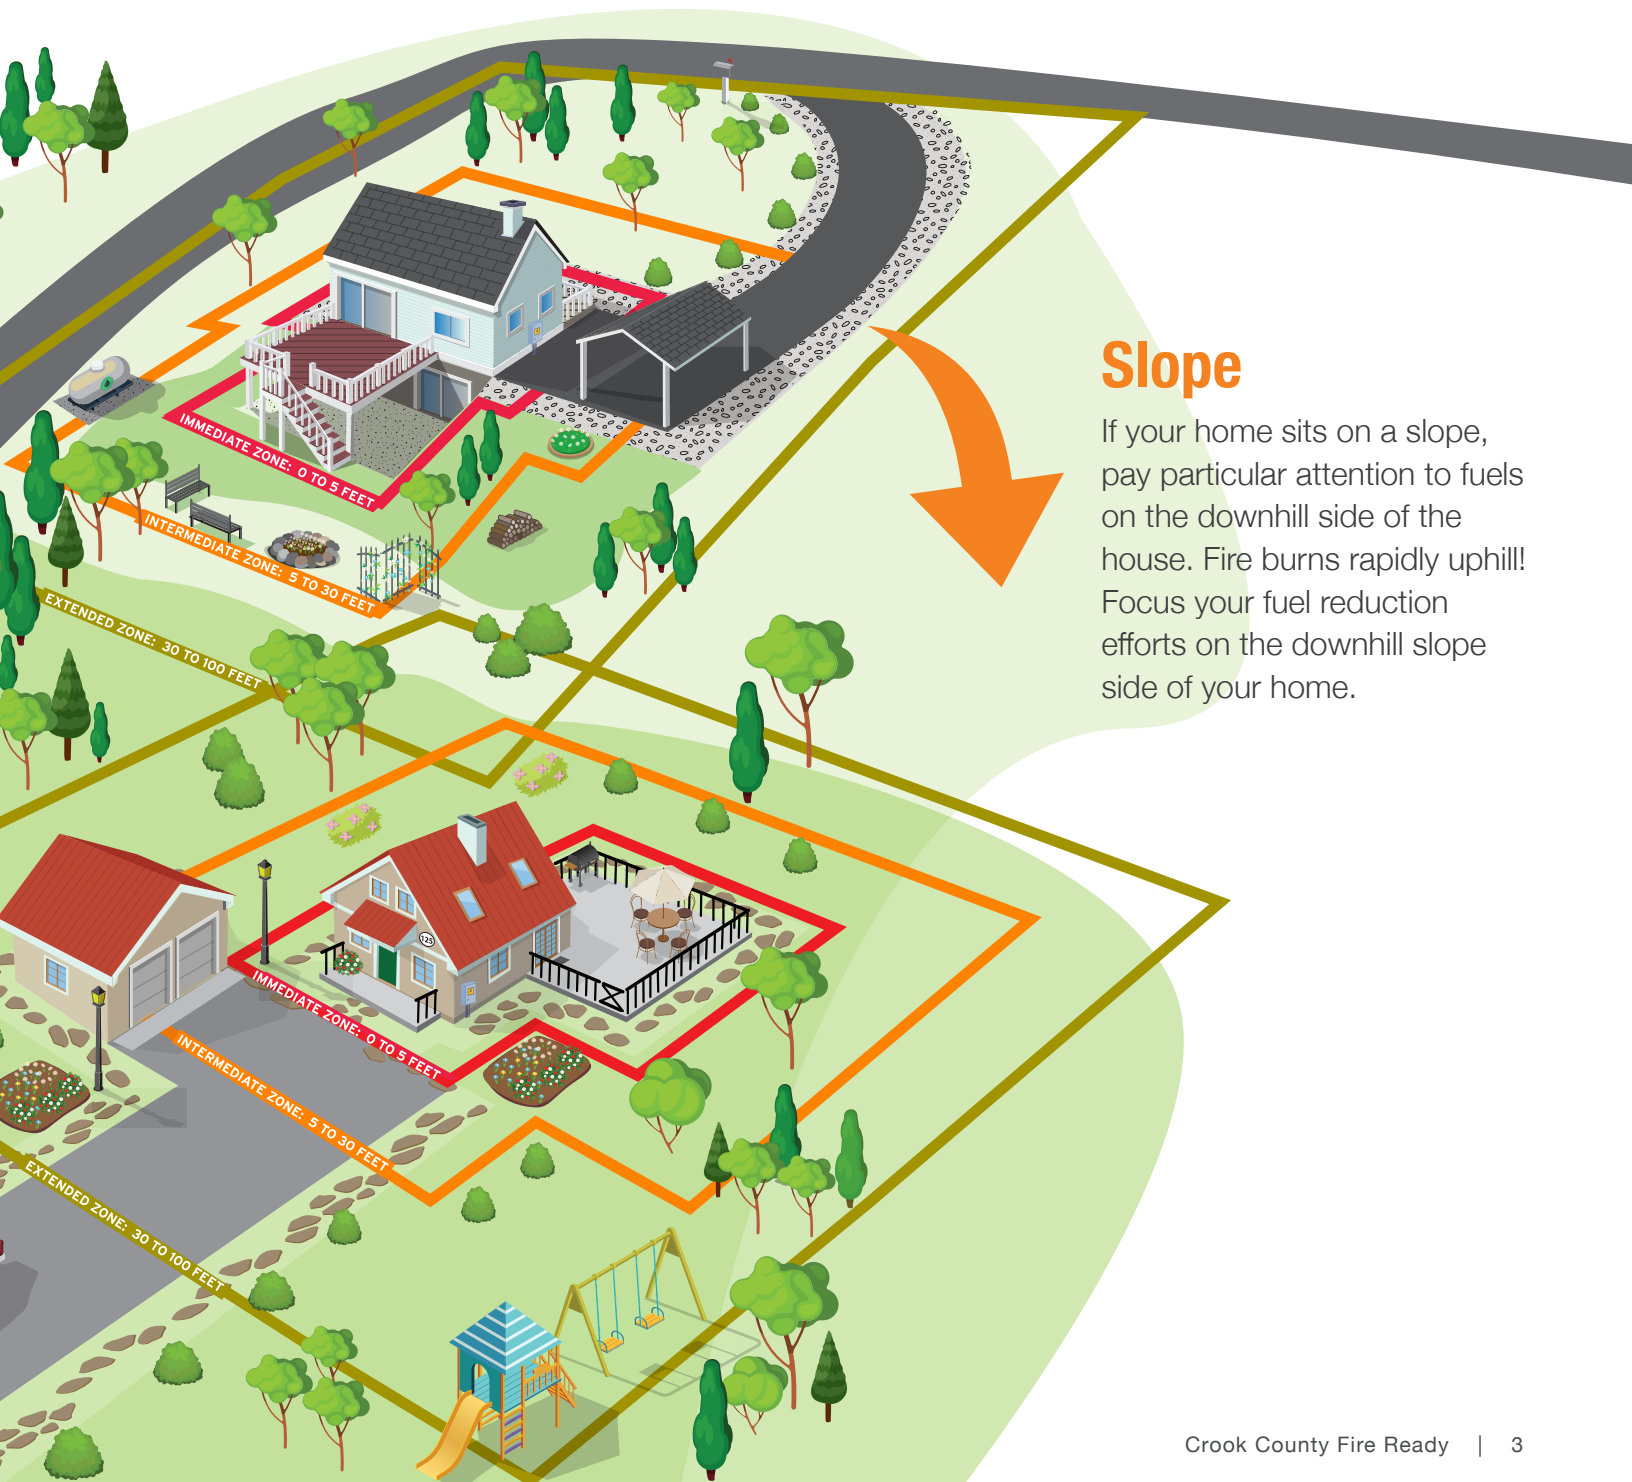 IMMEDIATE ZONE: 0 TO 5 FEET
INTERMEDIATE ZONE: 5 TO 30 FEET
EXTENDED ZONE: 30 TO 100 FEET
Slope
If your home sits on a slope,
pay particular attention to fuels
on the downhill side of the
house. Fire burns rapidly uphill!
Focus your fuel reduction
efforts on the downhill slope
side of your home.
125
IMMEDIATE ZONE: 0 TO 5 FEET
INTERMEDIATE ZONE: 5 TO 30 FEET
EXTENDED ZONE: 30 TO 100 FEET
Crook County Fire Ready | 3